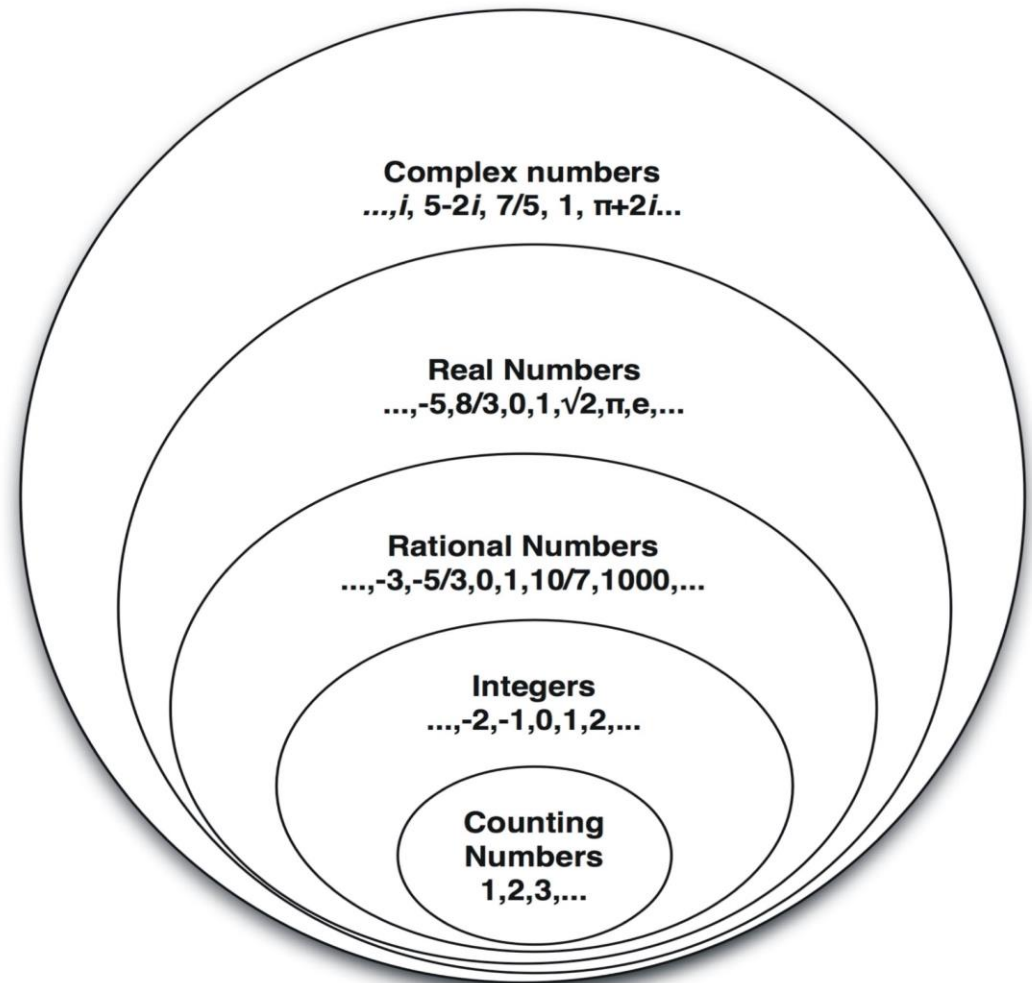 Complex numbers
...,i, 5-2i, 7/5, 1, π+2i...
Real Numbers
...,-5,8/3,0,1,√2,π,e,...
Rational Numbers
...,-3,-5/3,0,1,10/7,1000,...
Integers
...,-2,-1,0,1,2,...
Counting
Numbers
1,2,3,...